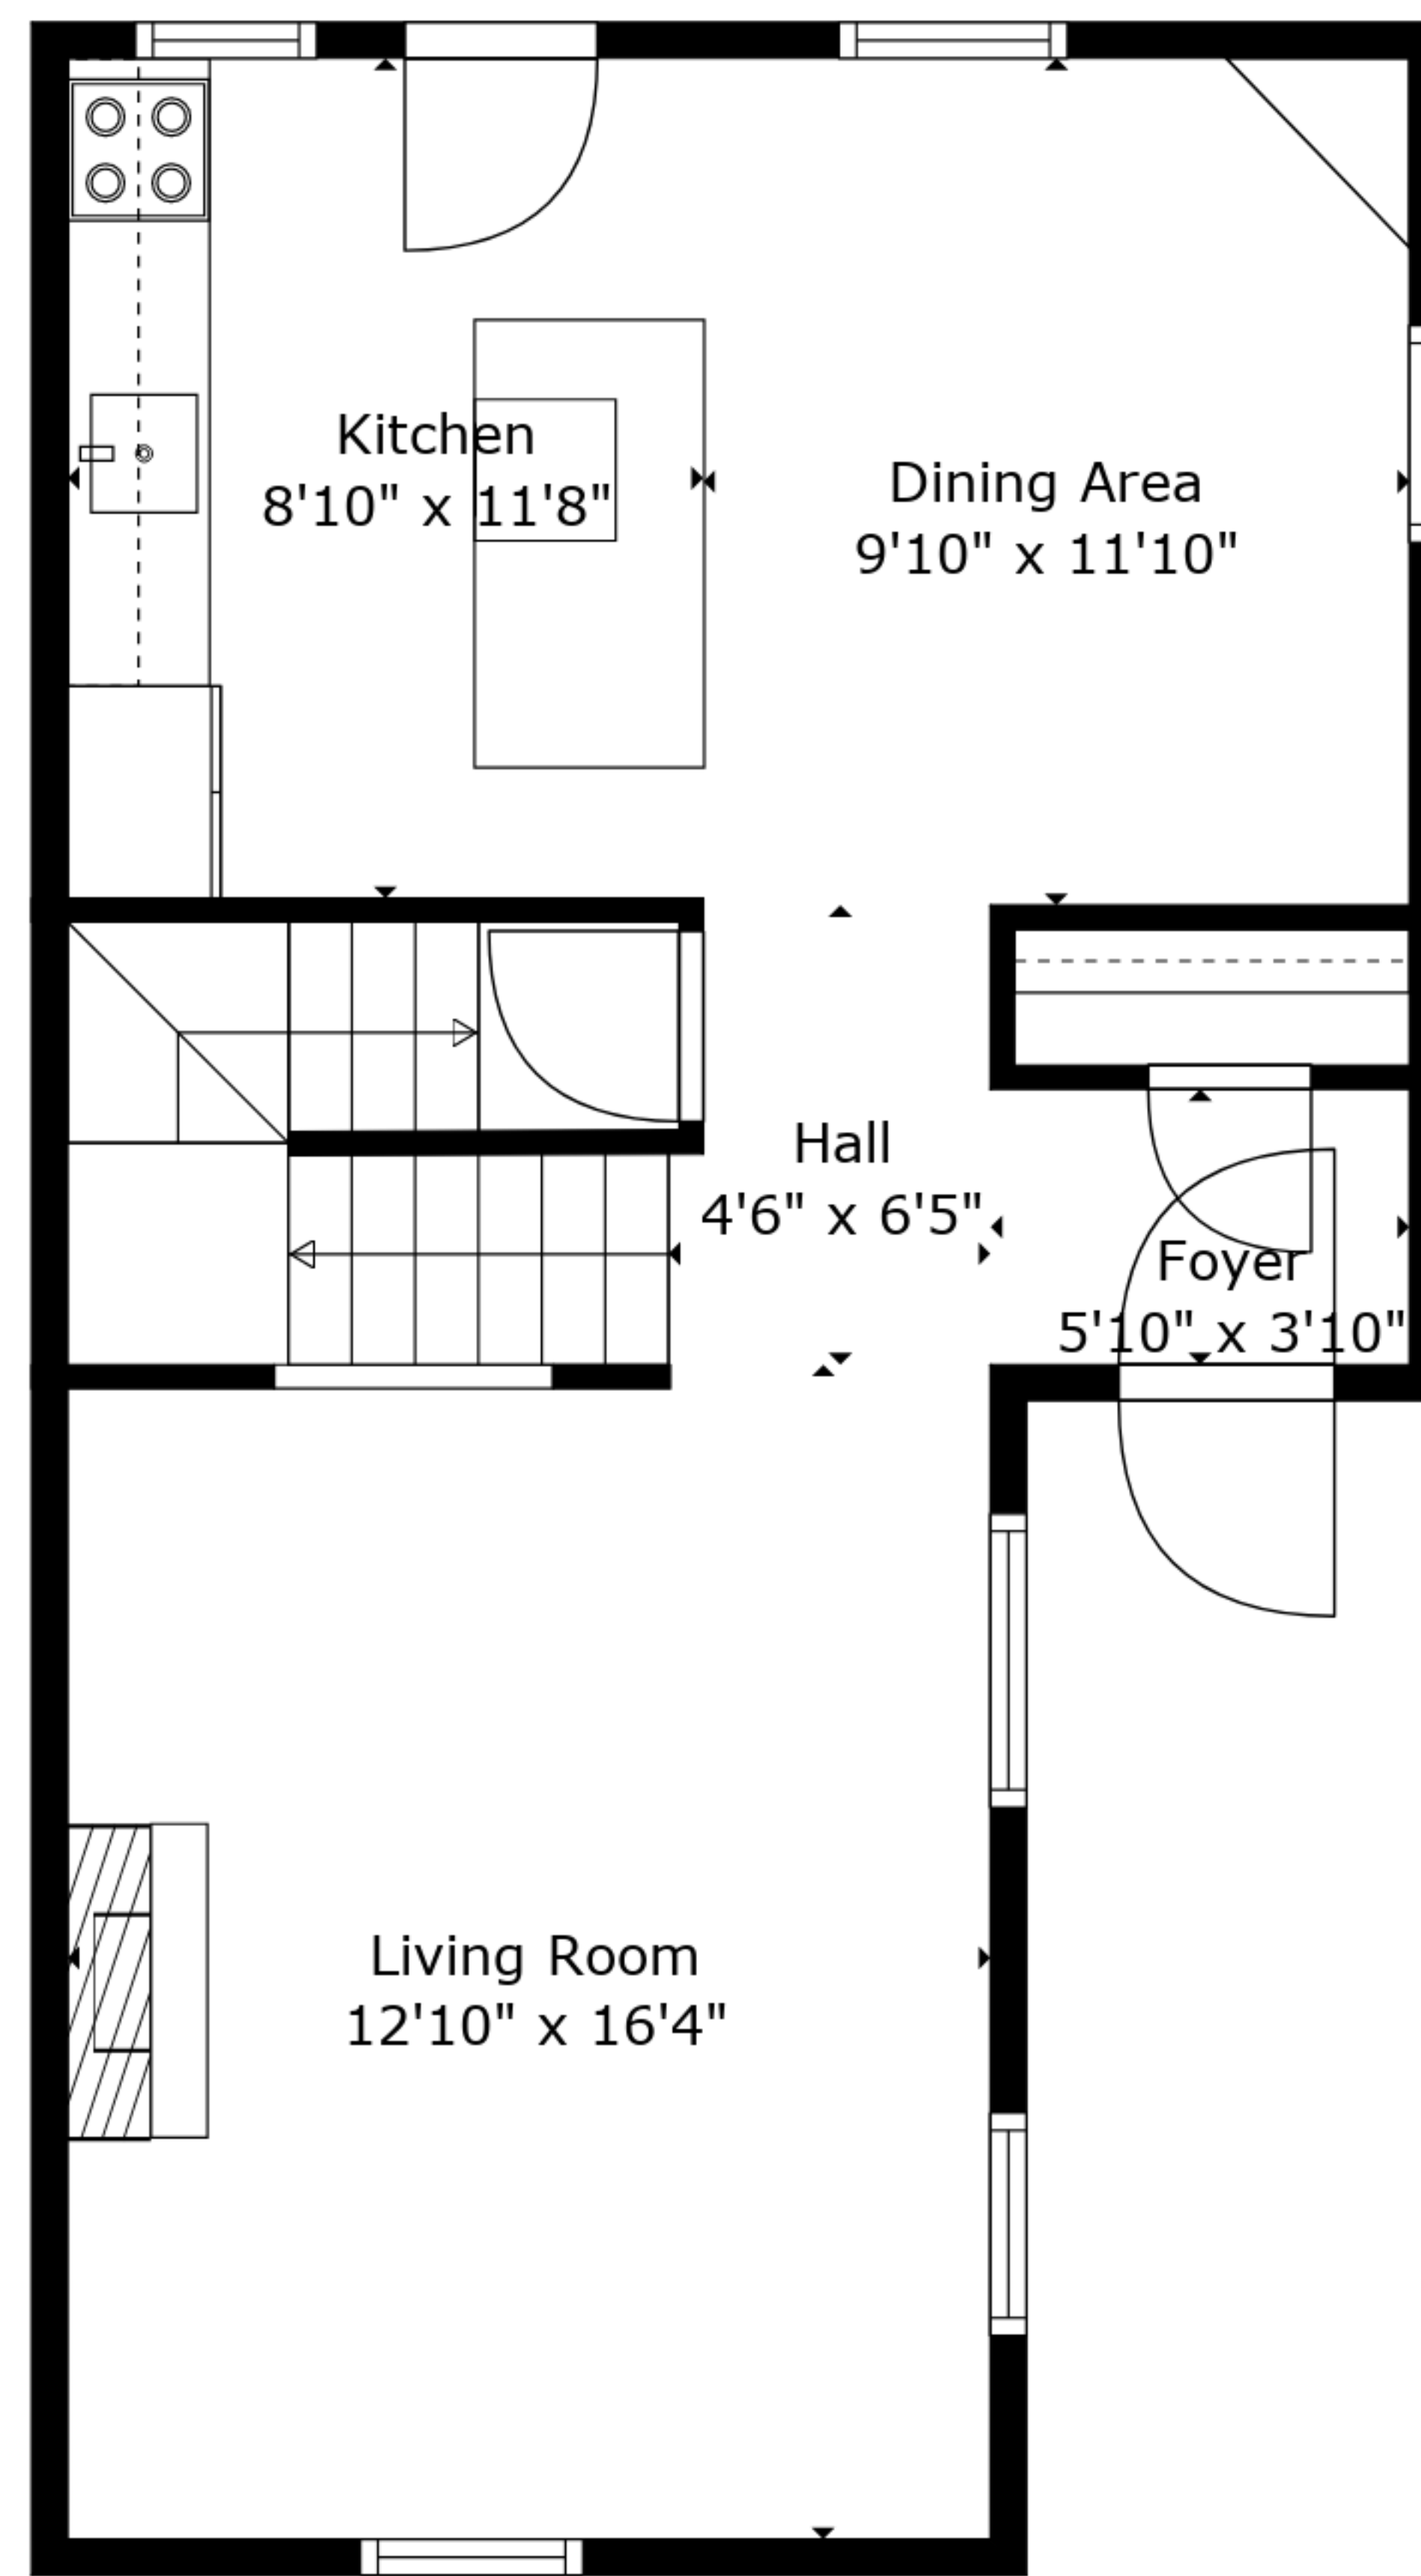 Kitchen
8'10" x 11'8"
Dining Area
9'10" x 11'10"
Hall
4'6" x 6'5"
Foyer
5'10" x 3'10"
Living Room
12'10" x 16'4"